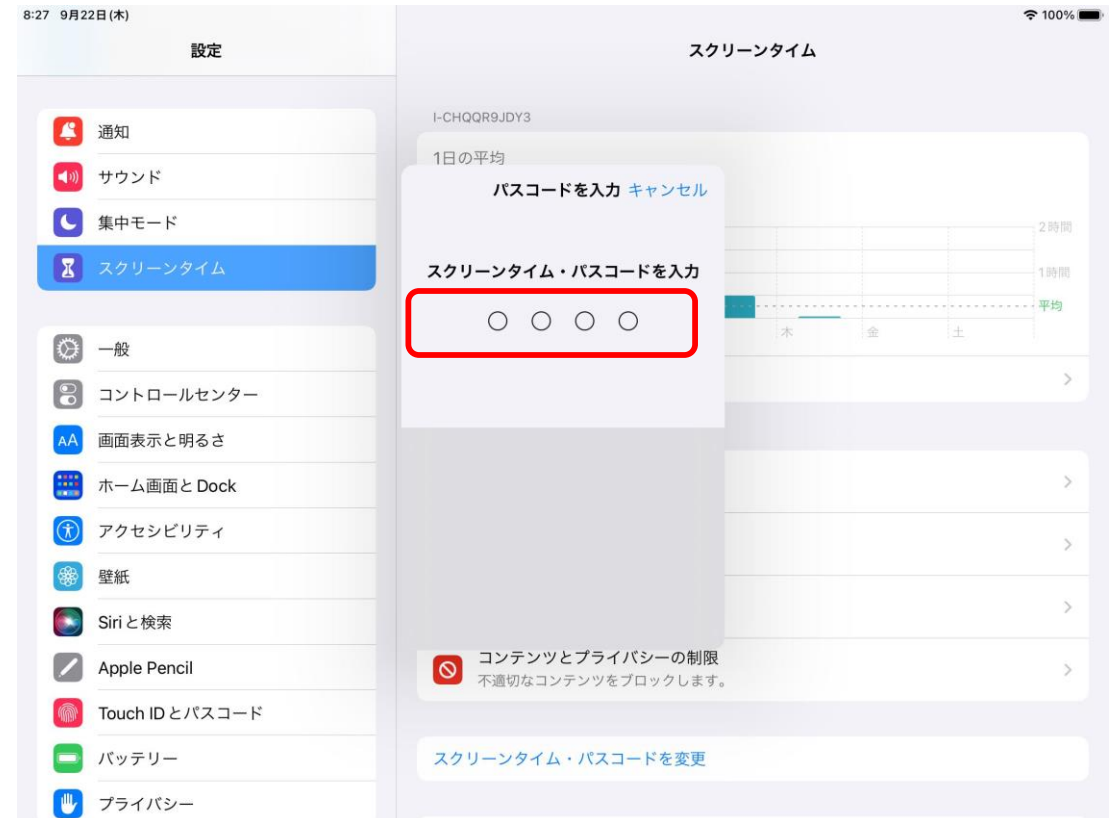 8:27 9月22日(木)
100%
設定
スクリーンタイム
通知
サウンド
集中モード
スクリーンタイム
一般
コントロールセンター
画面表示と明るさ
ホーム画面と Dock
アクセシビリティ
壁紙
Siriと検索
Apple Pencil
Touch ID とパスコード
バッテリー
プライバシー
I-CHQQR9JDY3
1日の平均
パスコードを入力 キャンセル
スクリーンタイム・パスコードを入力
2時間
1時間
平均
木 金 土
コンテンツとプライバシーの制限
不適切なコンテンツをブロックします。
スクリーンタイム・パスコードを変更